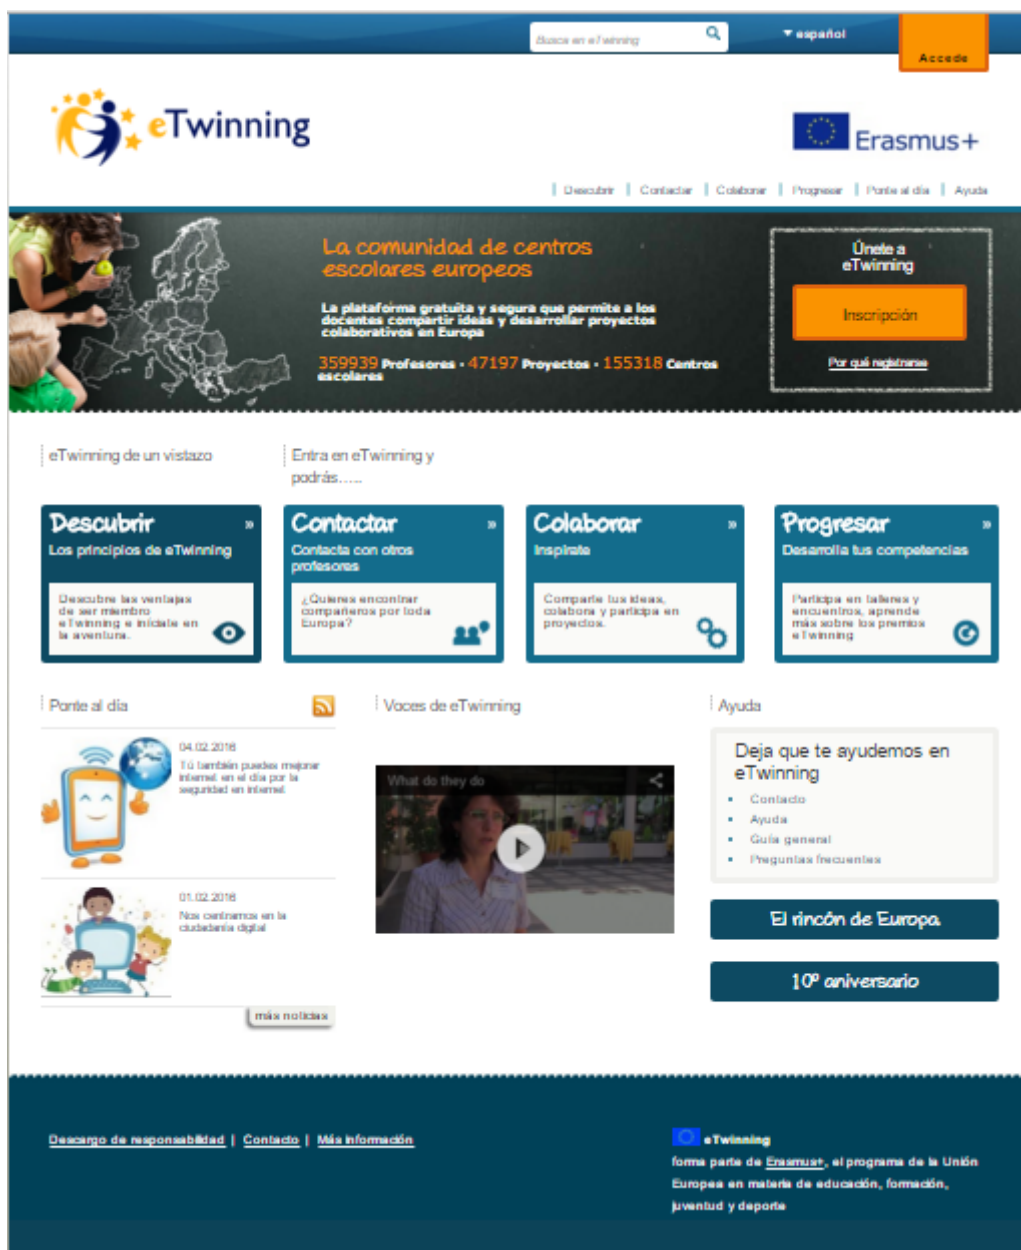 Busca en eTwinning
español
Accede
eTwinning
Erasmus+
Descubrir | Contactar | Colaborar | Progresar | Ponte al día | Ayuda
La comunidad de centros
escolares europeos
La plataforma gratuita y segura que permite a los
docentes compartir ideas y desarrollar proyectos
colaborativos en Europa
359939 Profesores · 47197 Proyectos · 155318 Centros
escolares
Únete a
eTwinning
Inscripción
Por qué registrarse
eTwinning de un vistazo
Entra en eTwinning y
podrás.....
Descubrir »
Los principios de eTwinning
Descubre las ventajas
de ser miembro
eTwinning e iníciate en
la aventura.
Contactar »
Contacta con otros
profesores
¿Quieres encontrar
compañeros por toda
Europa?
Colaborar »
Inspírate
Comparte tus ideas,
colabora y participa en
proyectos.
Progresar »
Desarrolla tus competencias
Participa en talleres y
encuentros, aprende
más sobre los premios
eTwinning
Ponte al día
04.02.2016
Tú también puedes mejorar
internet en el día por la
seguridad en internet
01.02.2016
Nos centramos en la
ciudadanía digital
más noticias
Voces de eTwinning
What do they do
Ayuda
Deja que te ayudemos en
eTwinning
Contacto
Ayuda
Guía general
Preguntas frecuentes
El rincón de Europa
10º aniversario
Descargo de responsabilidad | Contacto | Más información
eTwinning
forma parte de Erasmus+, el programa de la Unión
Europea en materia de educación, formación,
juventud y deporte